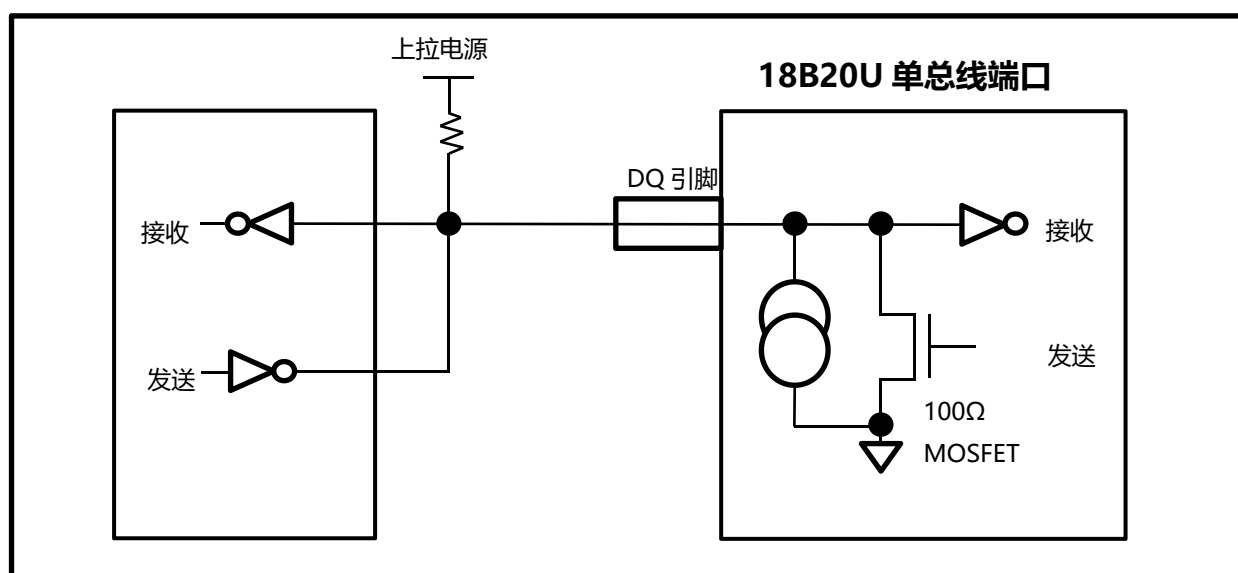 上拉电源
18B20U 单总线端口
DQ 引脚
接收
接收
发送
发送
100Ω
MOSFET